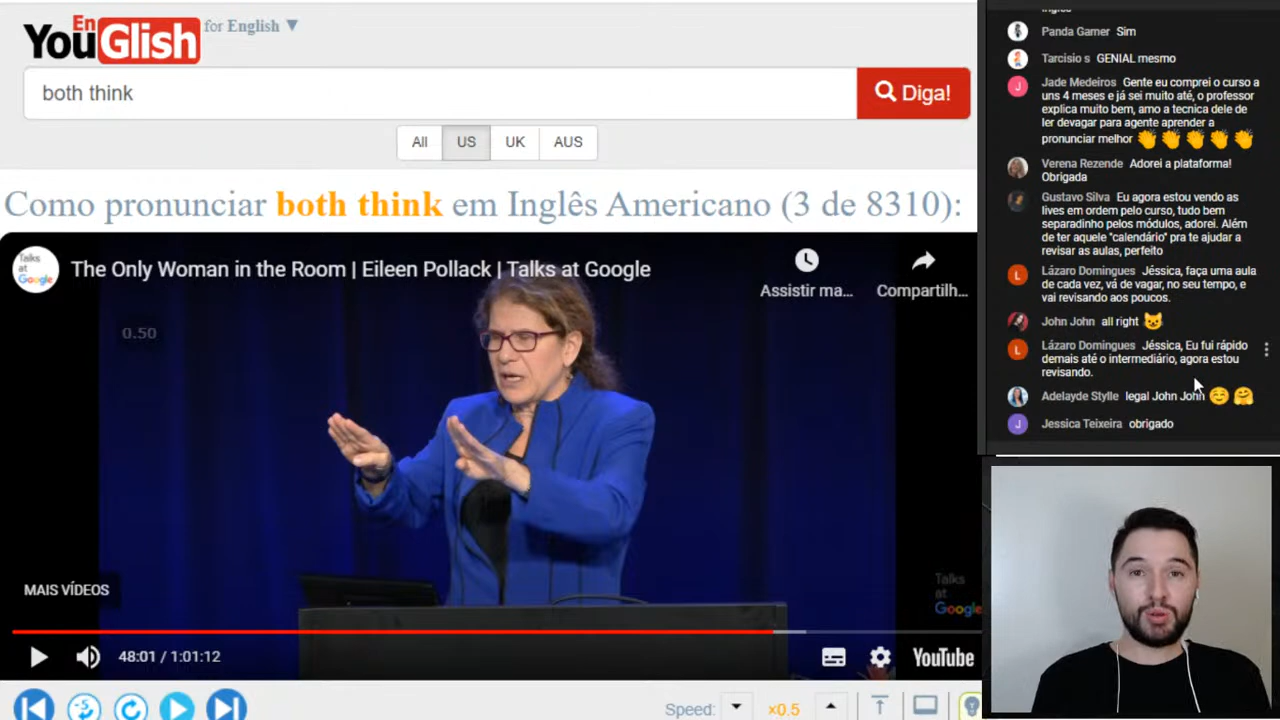 En
YouGlish
for English ▼
both think
Diga!
All
US
UK
AUS
Como pronunciar both think em Inglês Americano (3 de 8310):
Talks
at
Google
The Only Woman in the Room | Eileen Pollack | Talks at Google
Assistir ma...
Compartilh...
0.50
MAIS VÍDEOS
Talks
at
Google
48:01 / 1:01:12
YouTube
Speed:
×0.5
Panda Gamer Sim
Tarcisio s GENIAL mesmo
Jade Medeiros Gente eu comprei o curso a
uns 4 meses e já sei muito até, o professor
explica muito bem, amo a tecnica dele de
ler devagar para agente aprender a
pronunciar melhor 👏👏👏👏👏
Verena Rezende Adorei a plataforma!
Obrigada
Gustavo Silva Eu agora estou vendo as
lives em ordem pelo curso, tudo bem
separadinho pelos módulos, adorei. Além
de ter aquele "calendário" pra te ajudar a
revisar as aulas, perfeito
L
Lázaro Domingues Jéssica, faça uma aula
de cada vez, vá de vagar, no seu tempo, e
vai revisando aos poucos.
John John all right 😺
L
Lázaro Domingues Jéssica, Eu fui rápido
demais até o intermediário, agora estou
revisando.
Adelayde Stylle legal John John ☺️🤗
J
Jessica Teixeira obrigado